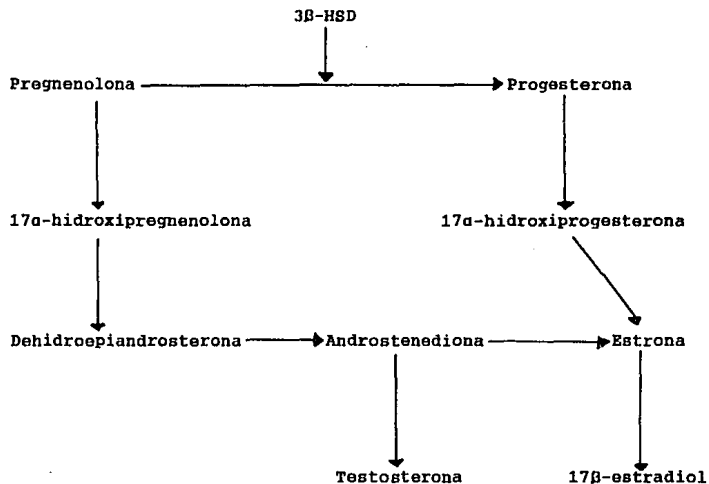 3β-HSD
Pregnenolona Progesterona
17α-hidroxipregnenolona 17α-hidroxiprogesterona
Dehidroepiandrosterona Androstenediona Estrona
Testosterona 17β-estradiol